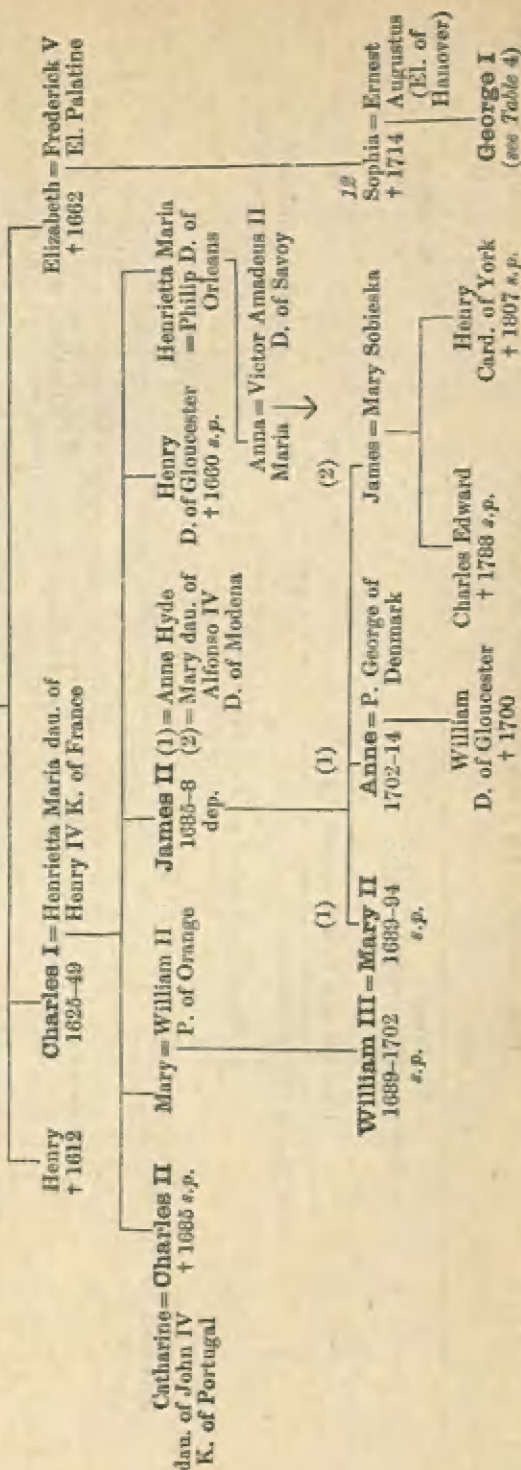 Henry
† 1612
Charles I = Henrietta Maria dau. of
1625–49 Henry IV K. of France
Elizabeth = Frederick V
† 1662 El. Palatine
Catharine = Charles II
dau. of John IV † 1685 s.p.
K. of Portugal
Mary = William II
P. of Orange
James II (1) = Anne Hyde
1685–8 (2) = Mary dau. of
dep. Alfonso IV
D. of Modena
Henry
D. of Gloucester
† 1660 s.p.
Henrietta Maria
= Philip D. of
Orleans
Anna = Victor Amadeus II
Maria D. of Savoy
12
Sophia = Ernest
† 1714 Augustus
(El. of
Hanover)
(1)
(1)
(2)
William III = Mary II
1689–1702 1689–94
s.p. s.p.
Anne = P. George of
1702–14 Denmark
James = Mary Sobieska
George I
(see Table 4)
William
D. of Gloucester
† 1700
Charles Edward
† 1788 s.p.
Henry
Card. of York
† 1807 s.p.